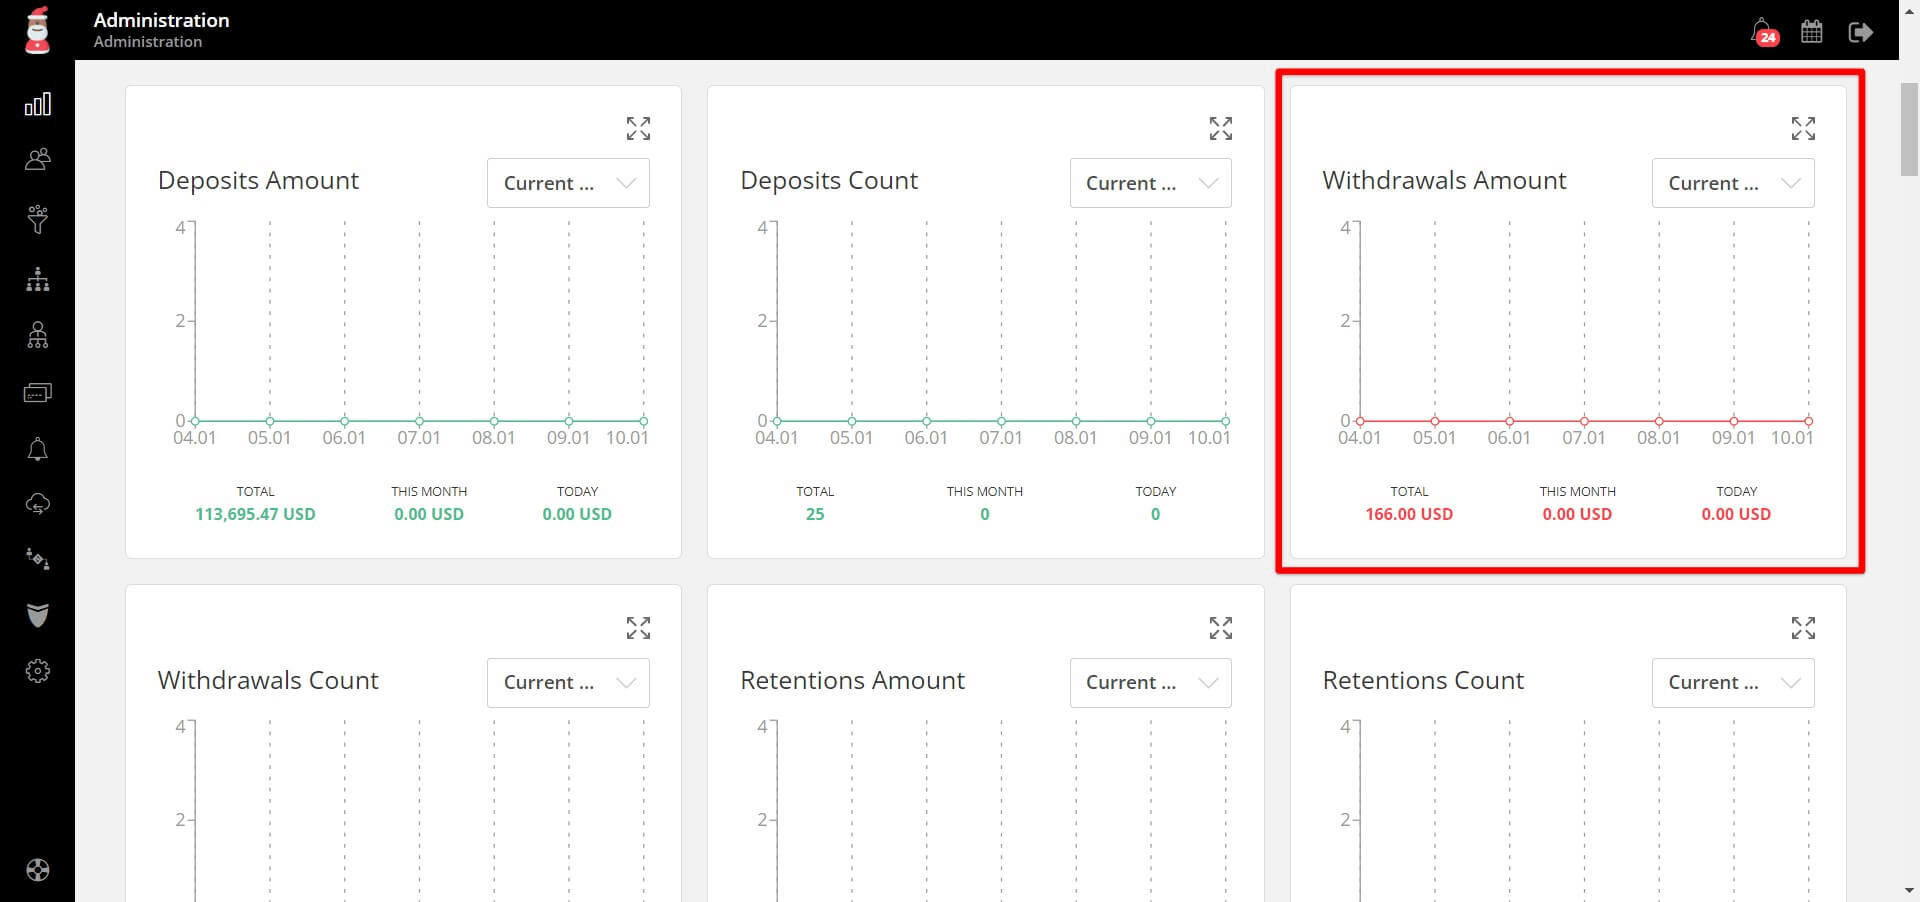 Administration
Administration
24
Deposits Amount
Current ...
4
2
0
04.01 05.01 06.01 07.01 08.01 09.01 10.01
TOTAL THIS MONTH TODAY
113,695.47 USD 0.00 USD 0.00 USD
Deposits Count
Current ...
4
2
0
04.01 05.01 06.01 07.01 08.01 09.01 10.01
TOTAL THIS MONTH TODAY
25 0 0
Withdrawals Amount
Current ...
4
2
0
04.01 05.01 06.01 07.01 08.01 09.01 10.01
TOTAL THIS MONTH TODAY
166.00 USD 0.00 USD 0.00 USD
Withdrawals Count
Current ...
4
2
Retentions Amount
Current ...
4
2
Retentions Count
Current ...
4
2